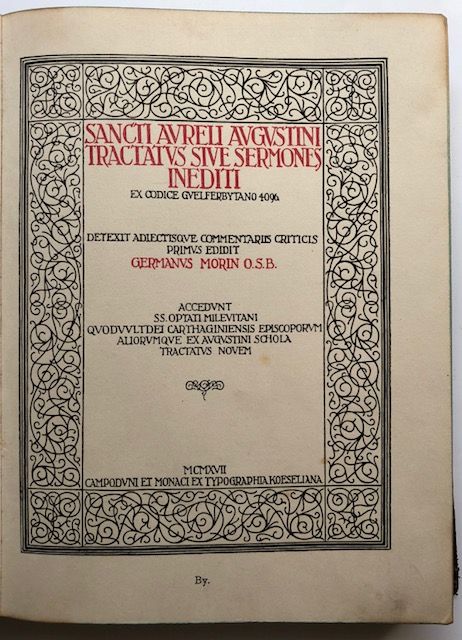 SANCTI AVRELI AVGVSTINI
TRACTATVS SIVE SERMONES
INEDITI
EX CODICE GVELFERBYTANO 4096
DETEXIT ADIECTISQVE COMMENTARIIS CRITICIS
PRIMVS EDIDIT
GERMANVS MORIN O.S.B.
ACCEDVNT
SS. OPTATI MILEVITANI
QVODVVLTDEI CARTHAGINIENSIS EPISCOPORVM
ALIORVMQVE EX AVGVSTINI SCHOLA
TRACTATVS NOVEM
MCMXVII
CAMPODVNI ET MONACI EX TYPOGRAPHIA KOESELIANA
By.